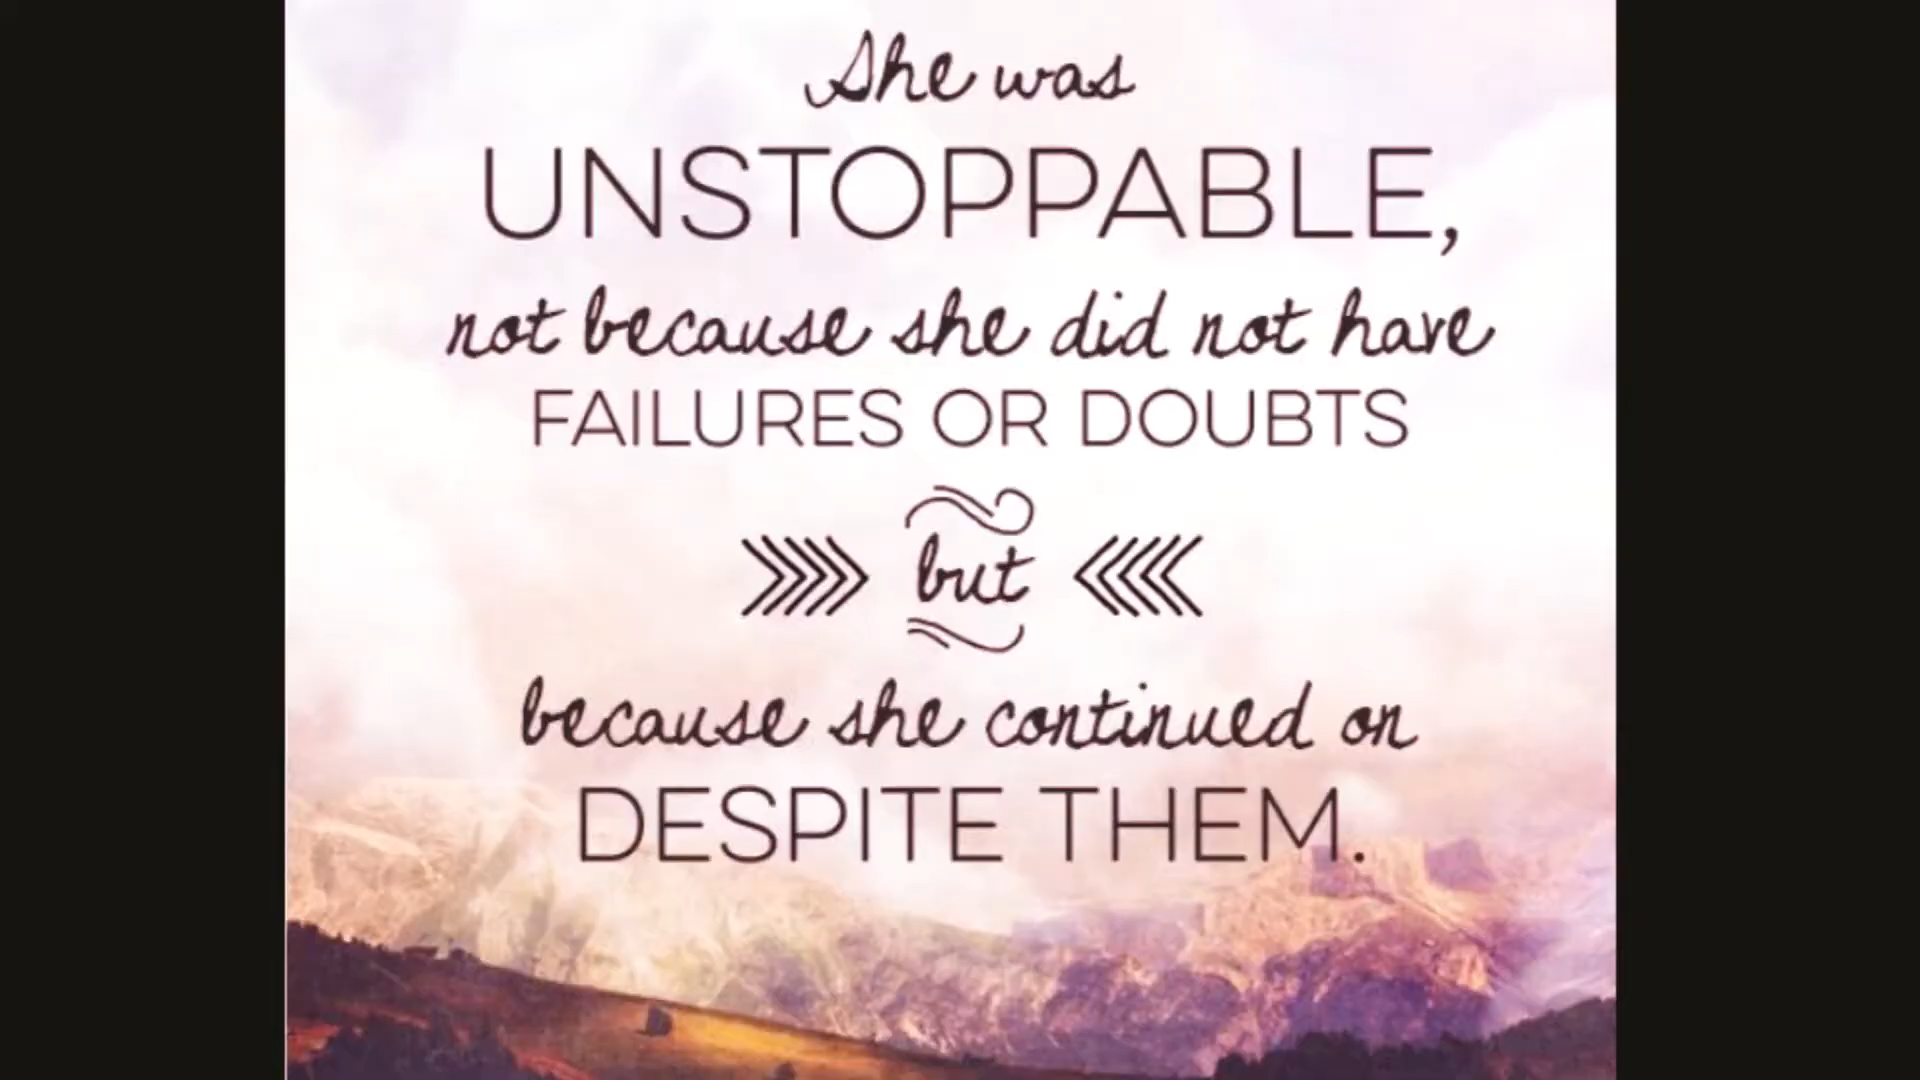 She was
UNSTOPPABLE,
not because she did not have
FAILURES OR DOUBTS
but
because she continued on
DESPITE THEM.